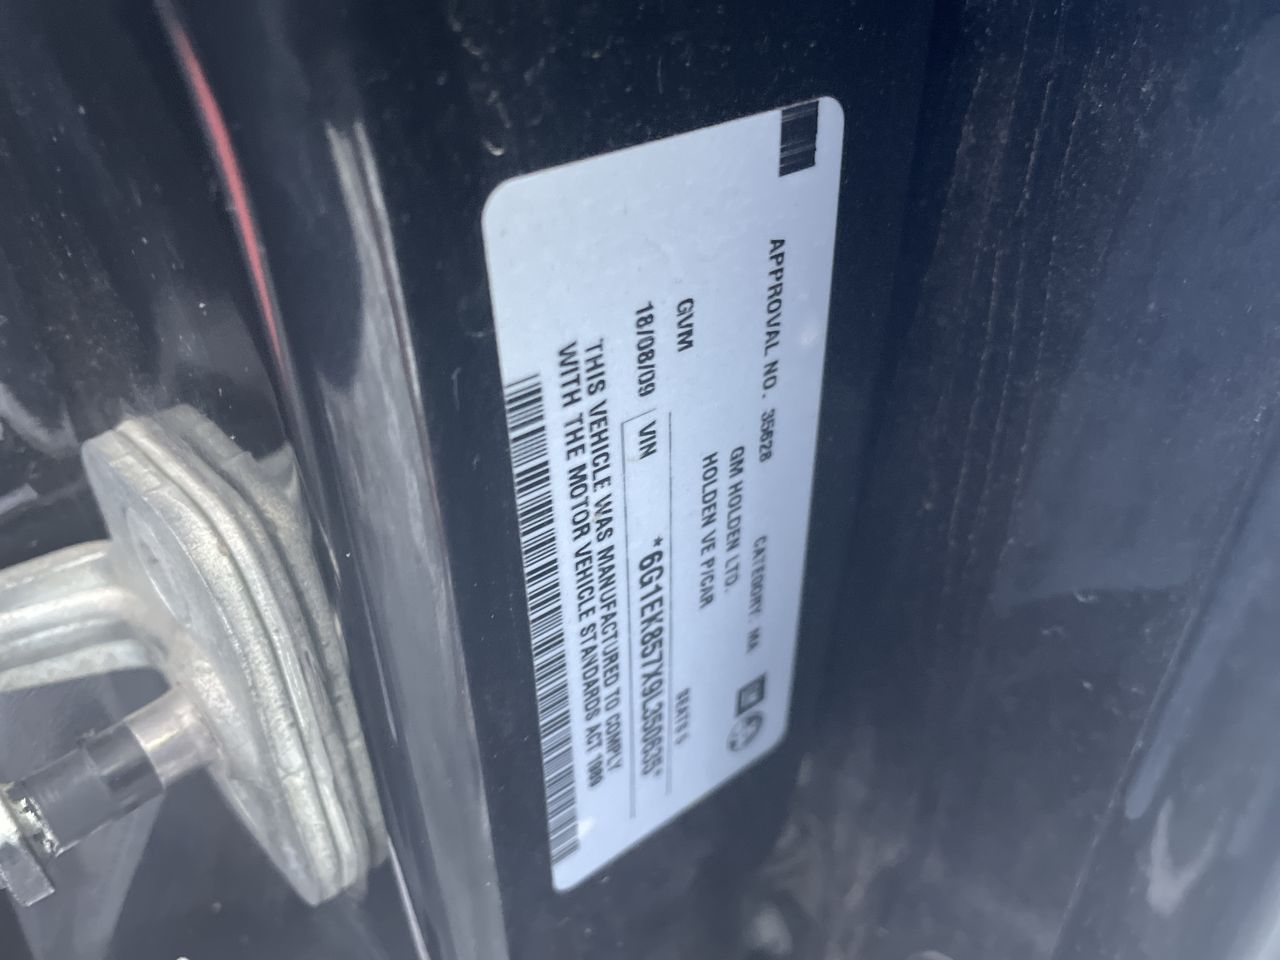 APPROVAL NO. 35628 CATEGORY: MA
GM HOLDEN LTD.
HOLDEN VE P/CAR
GVM SEATS 5
18/08/09 VIN *6G1EK857X9L350635*
THIS VEHICLE WAS MANUFACTURED TO COMPLY
WITH THE MOTOR VEHICLE STANDARDS ACT 1989